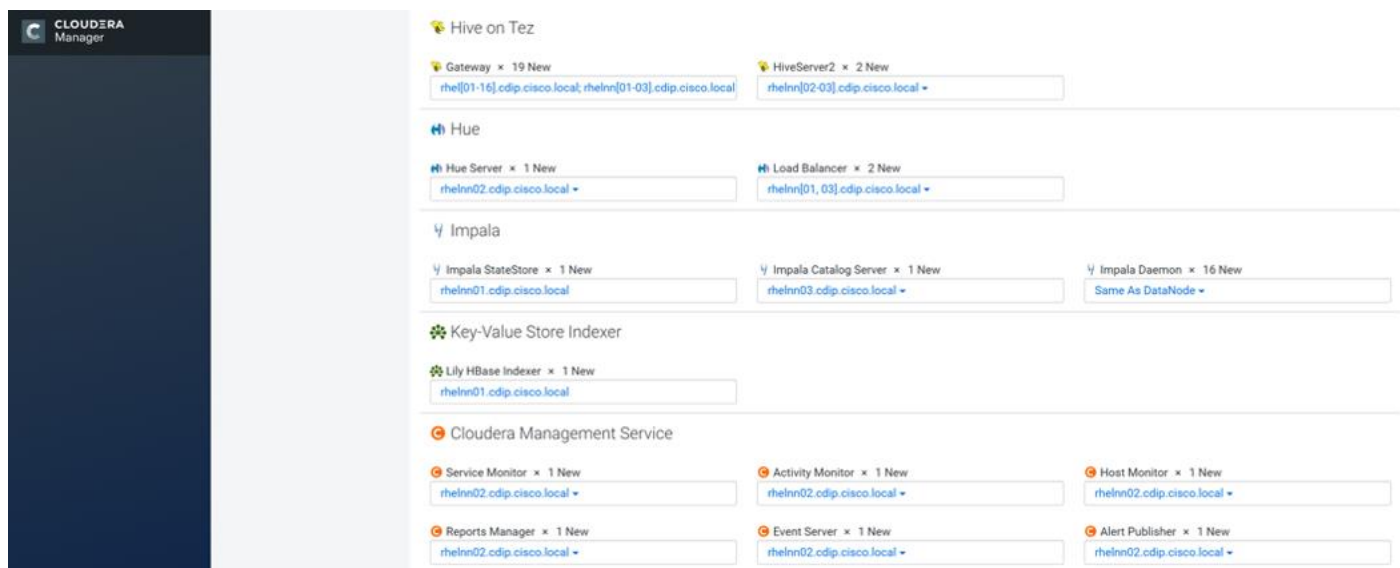 CLOUDERA
Manager
Hive on Tez
Gateway × 19 New
HiveServer2 × 2 New
rhel[01-16].cdip.cisco.local; rhelnn[01-03].cdip.cisco.local
rhelnn[02-03].cdip.cisco.local
Hue
Hue Server × 1 New
Load Balancer × 2 New
rhelnn02.cdip.cisco.local
rhelnn[01, 03].cdip.cisco.local
Impala
Impala StateStore × 1 New
Impala Catalog Server × 1 New
Impala Daemon × 16 New
rhelnn01.cdip.cisco.local
rhelnn03.cdip.cisco.local
Same As DataNode
Key-Value Store Indexer
Lily HBase Indexer × 1 New
rhelnn01.cdip.cisco.local
Cloudera Management Service
Service Monitor × 1 New
Activity Monitor × 1 New
Host Monitor × 1 New
rhelnn02.cdip.cisco.local
rhelnn02.cdip.cisco.local
rhelnn02.cdip.cisco.local
Reports Manager × 1 New
Event Server × 1 New
Alert Publisher × 1 New
rhelnn02.cdip.cisco.local
rhelnn02.cdip.cisco.local
rhelnn02.cdip.cisco.local